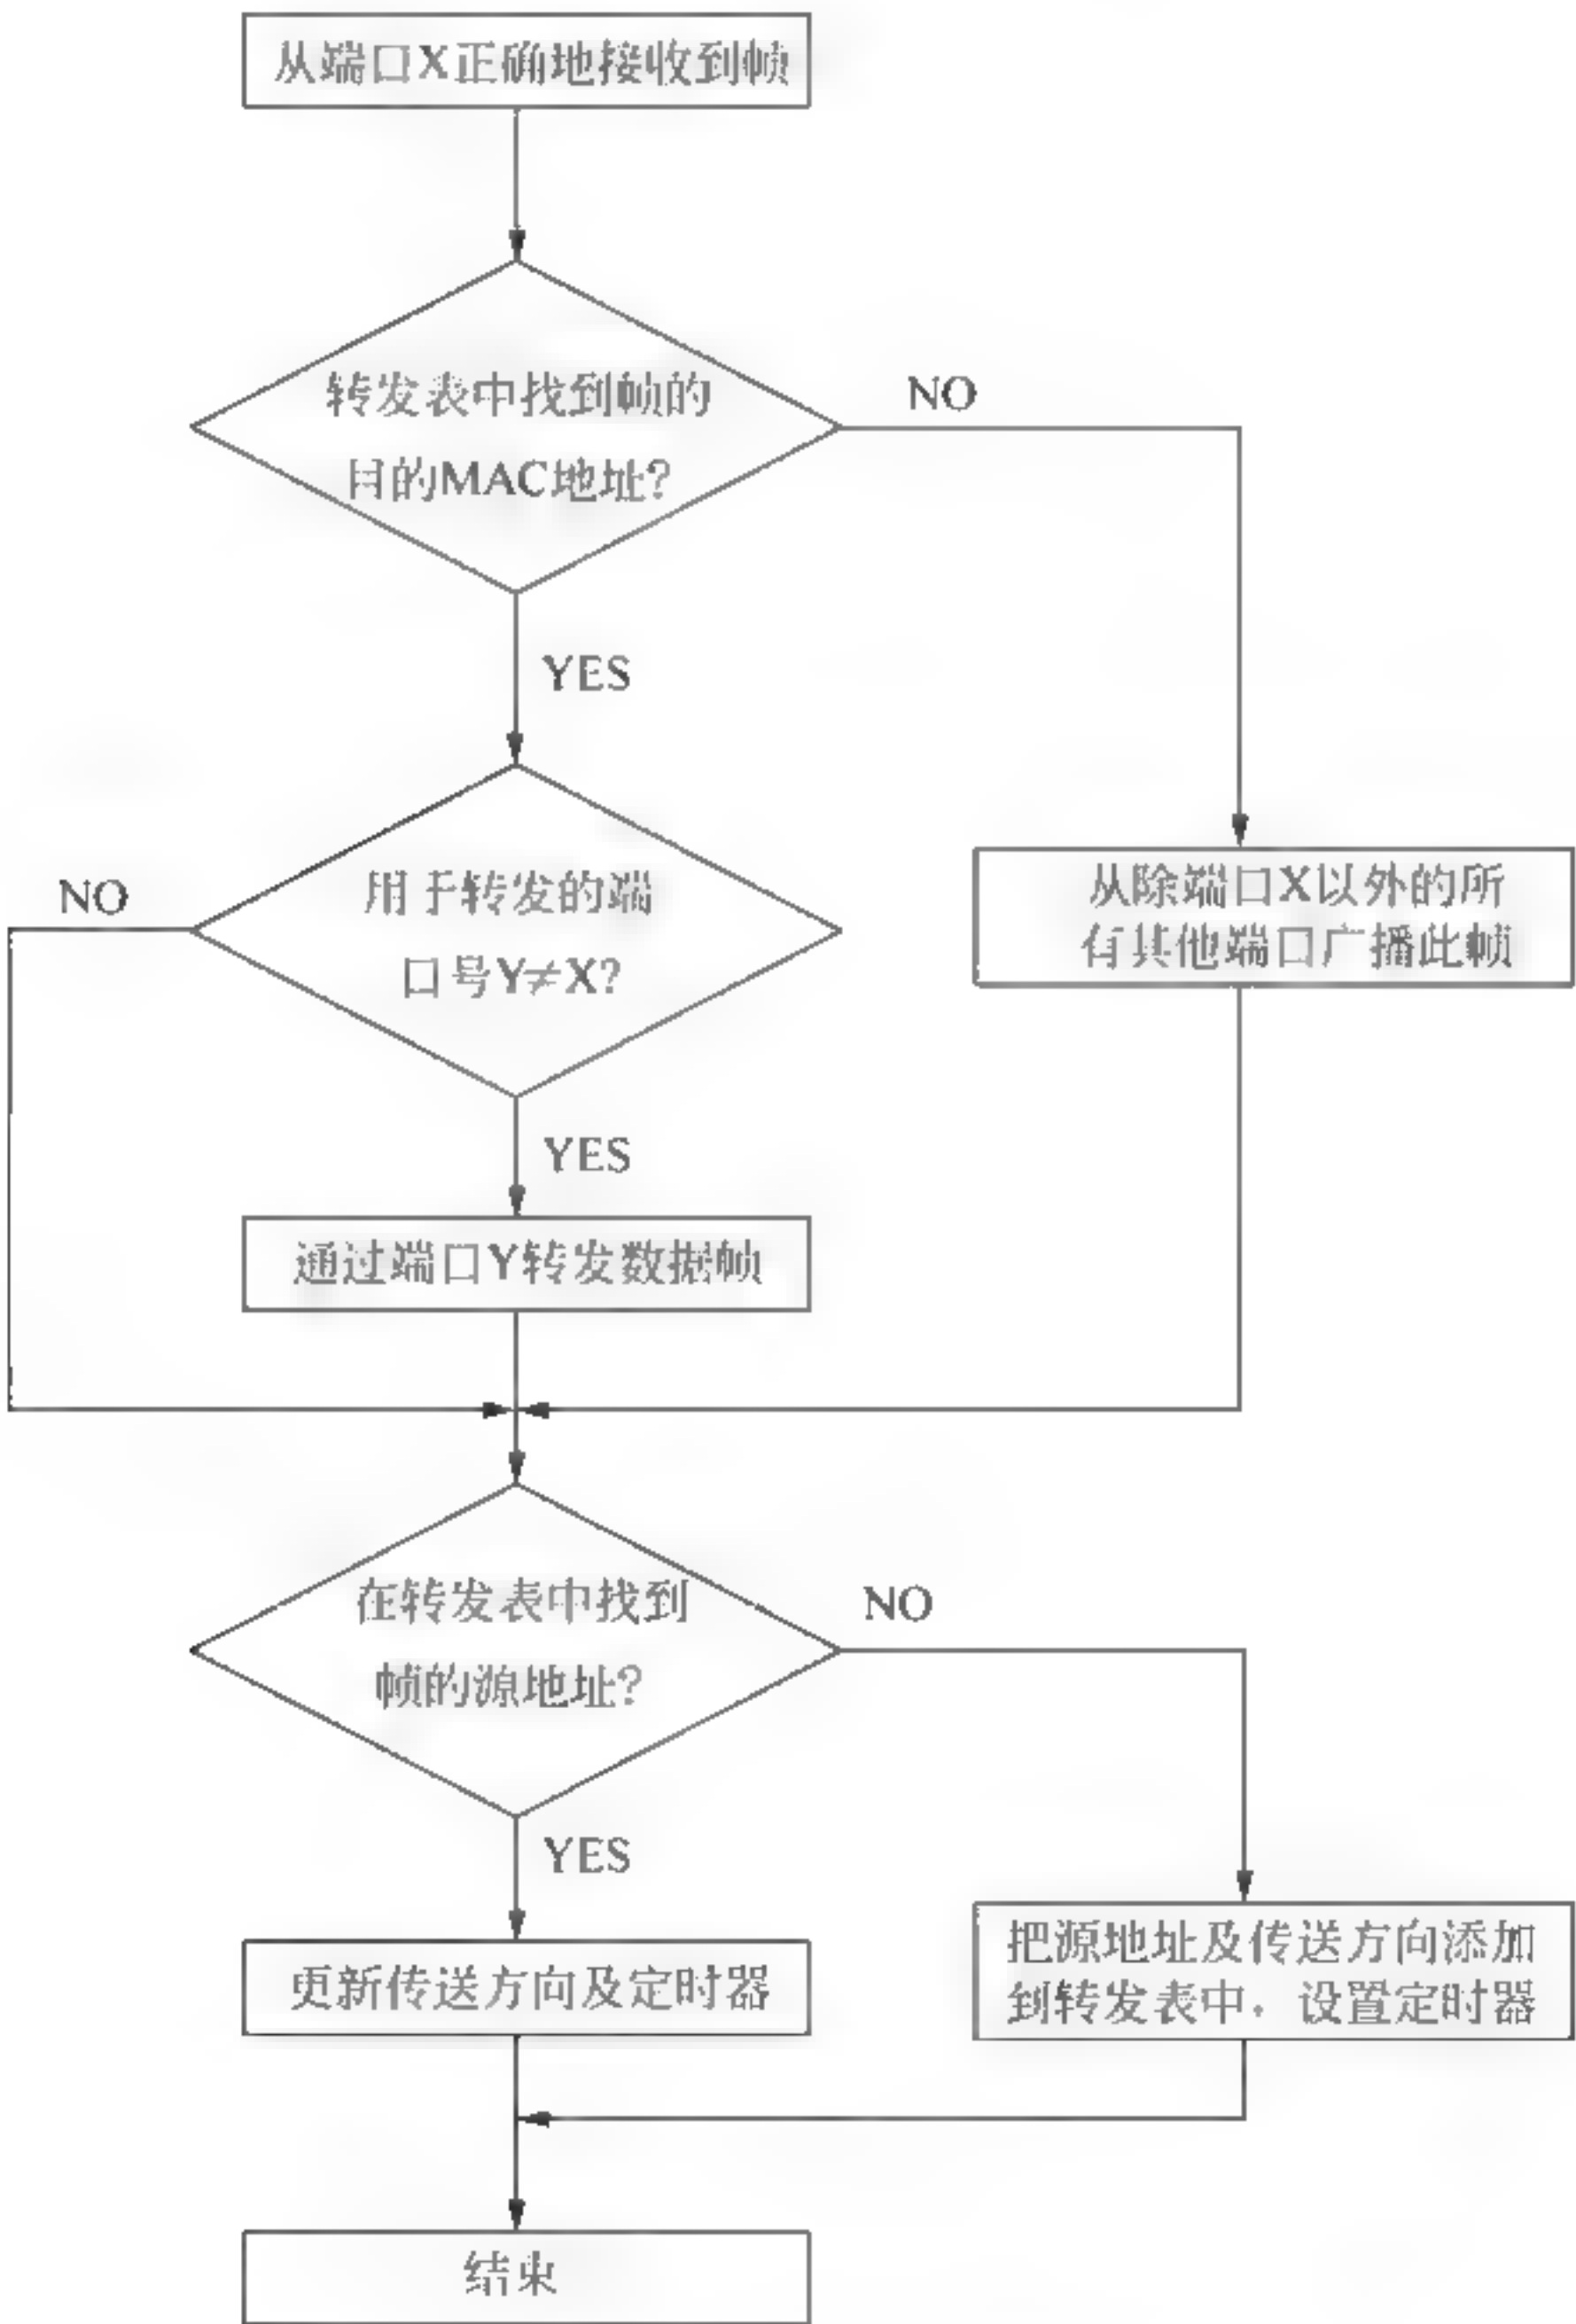 从端口X正确地接收到帧
转发表中找到帧的
目的MAC地址?
NO
YES
用于转发的端
口号Y≠X?
NO
从除端口X以外的所
有其他端口广播此帧
YES
通过端口Y转发数据帧
在转发表中找到
帧的源地址?
NO
YES
更新传送方向及定时器
把源地址及传送方向添加
到转发表中，设置定时器
结束